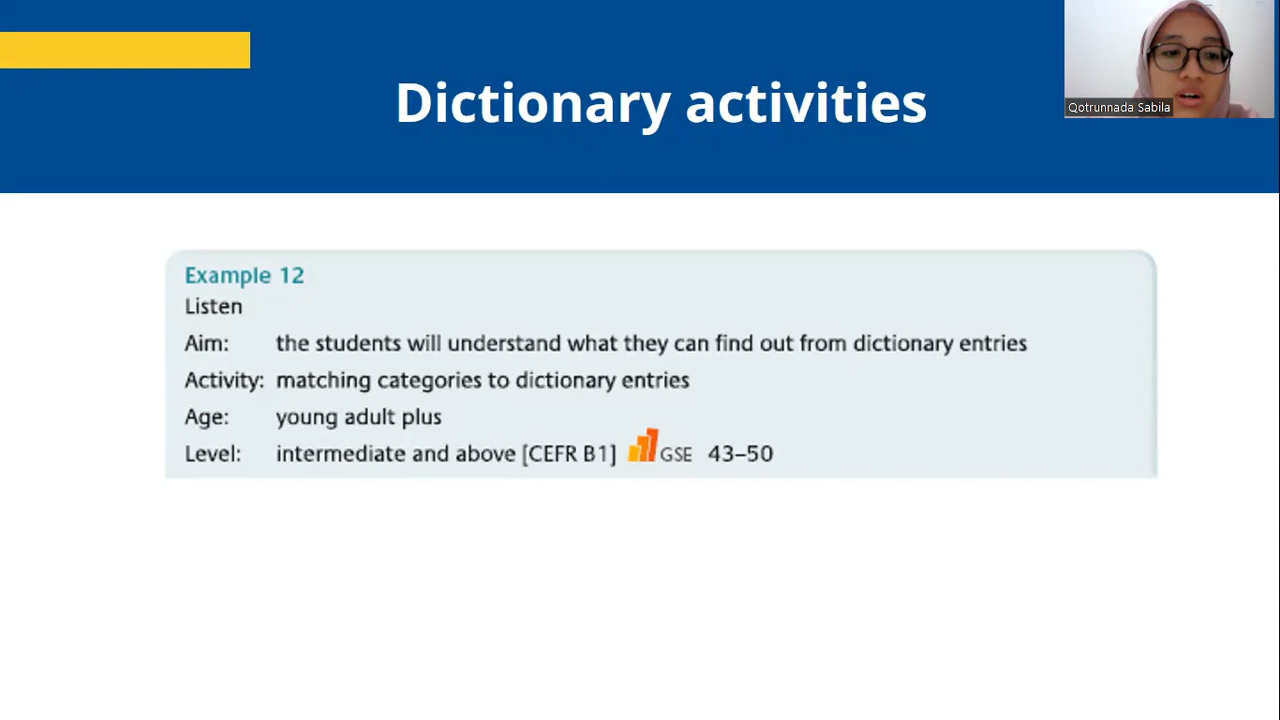 Dictionary activities
Qotrunnada Sabila
Example 12
Listen
Aim: the students will understand what they can find out from dictionary entries
Activity: matching categories to dictionary entries
Age: young adult plus
Level: intermediate and above [CEFR B1] GSE 43–50